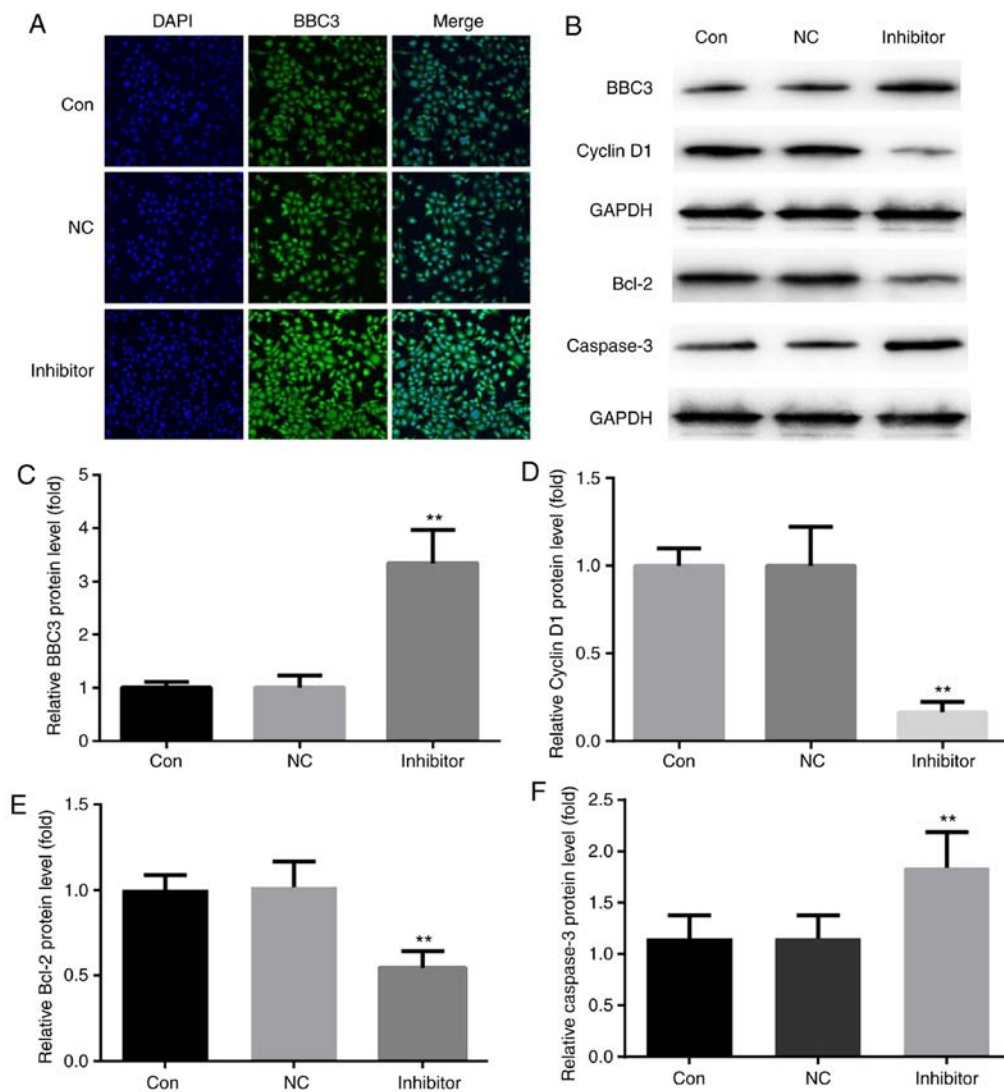 A
DAPI BBC3 Merge
Con
NC
Inhibitor
B
Con NC Inhibitor
BBC3
Cyclin D1
GAPDH
Bcl-2
Caspase-3
GAPDH
C
Relative BBC3 protein level (fold)
5
4
3
2
1
0
**
Con NC Inhibitor
D
Relative Cyclin D1 protein level (fold)
1.5
1.0
0.5
0.0
**
Con NC Inhibitor
E
Relative Bcl-2 protein level (fold)
1.5
1.0
0.5
0.0
**
Con NC Inhibitor
F
Relative caspase-3 protein level (fold)
2.5
2.0
1.5
1.0
0.5
0.0
**
Con NC Inhibitor